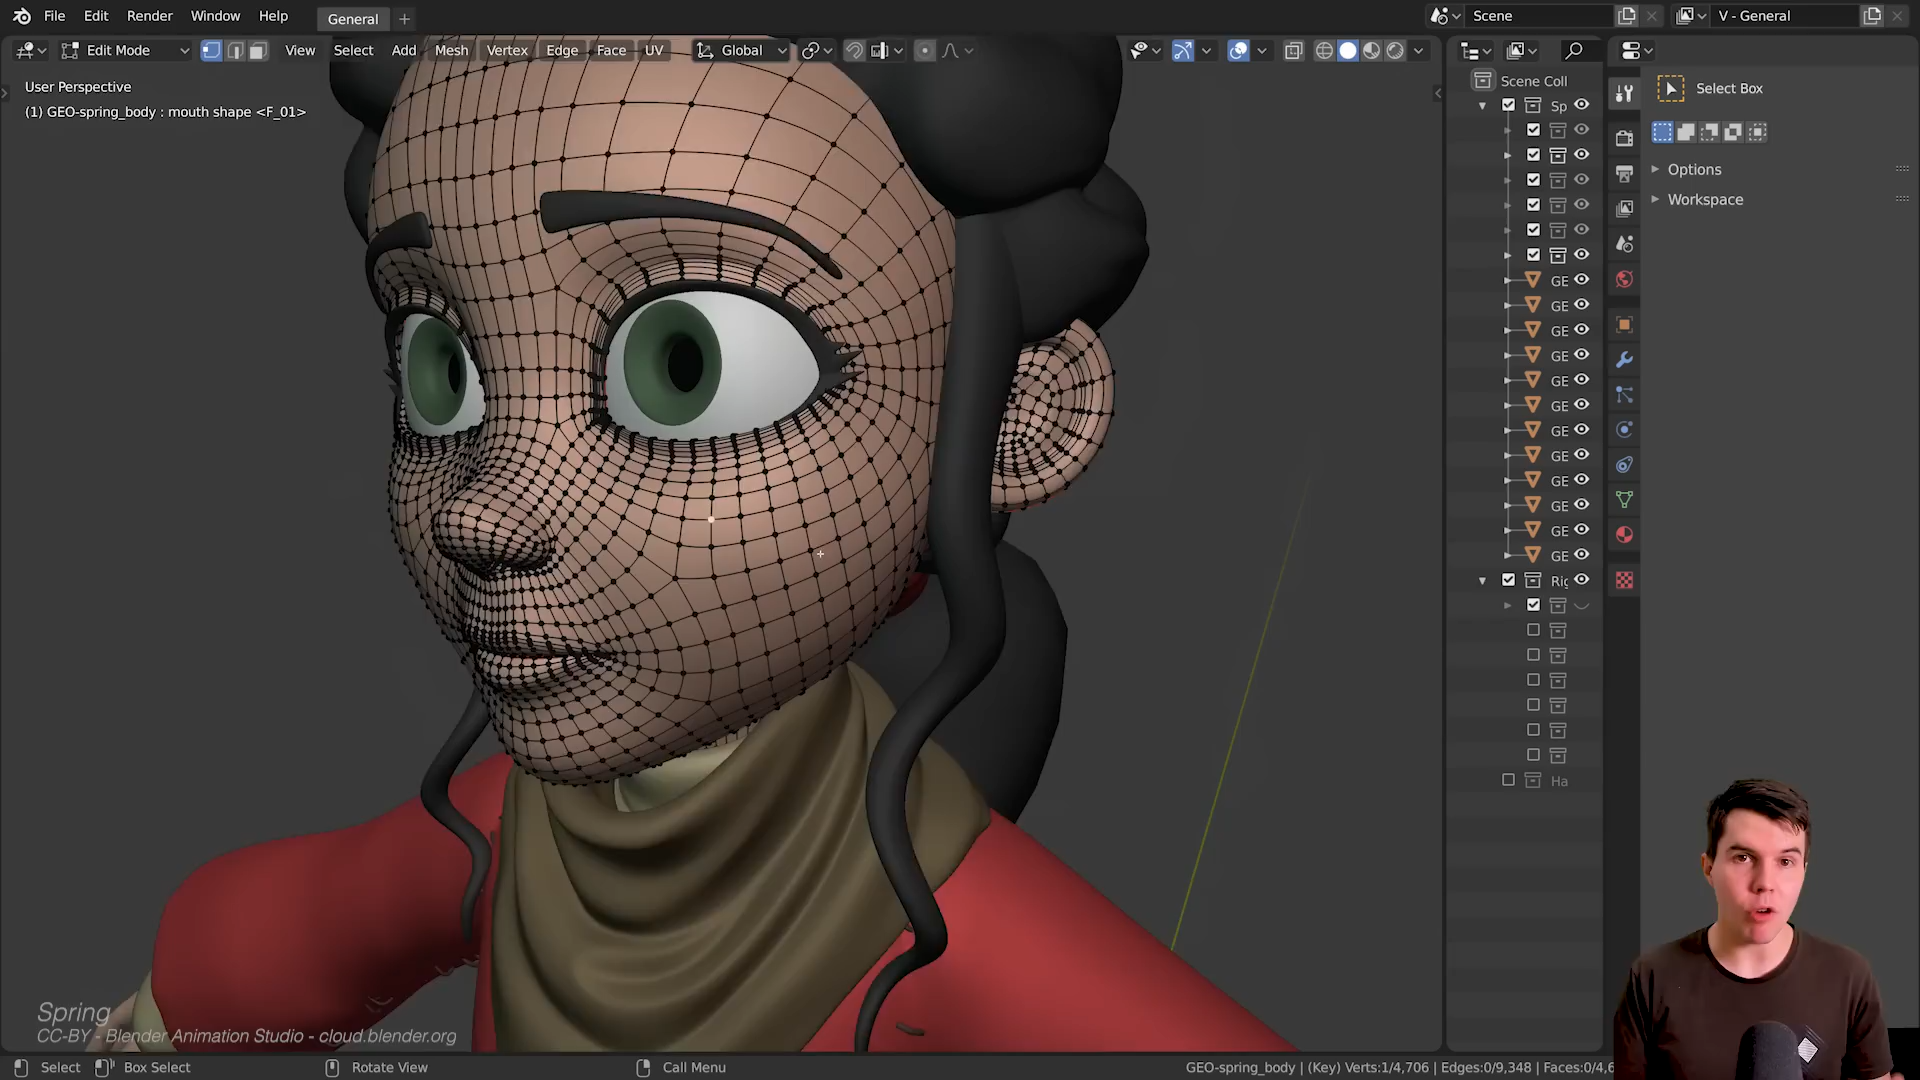 File Edit Render Window Help General + Scene V - General
Edit Mode View Select Add Mesh Vertex Edge Face UV Global
User Perspective
(1) GEO-spring_body : mouth shape <F_01>
Scene Coll
Sp
GE
GE
GE
GE
GE
GE
GE
GE
GE
GE
GE
GE
Rig
Ha
Select Box
Options
Workspace
Spring
CC-BY - Blender Animation Studio - cloud.blender.org
Select Box Select Rotate View Call Menu GEO-spring_body | (Key) Verts:1/4,706 | Edges:0/9,348 | Faces:0/4,6